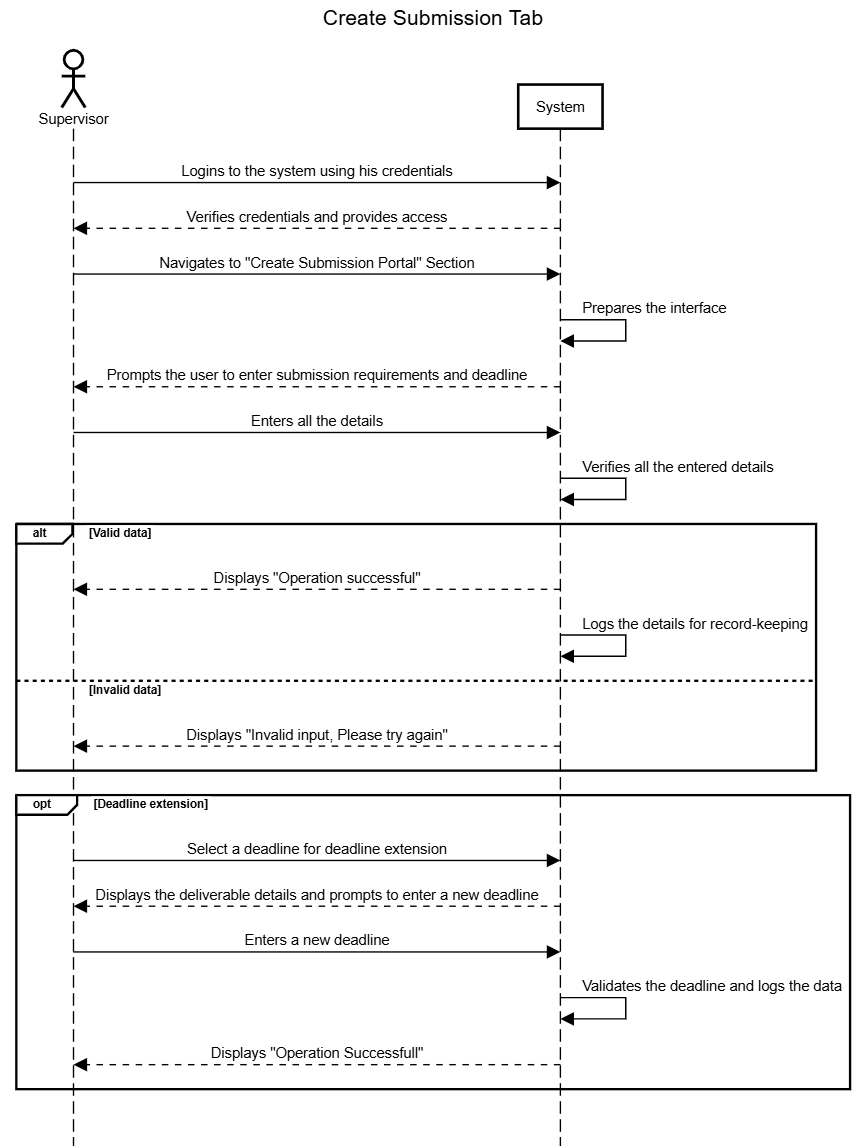 Create Submission Tab
Supervisor
System
Logins to the system using his credentials
Verifies credentials and provides access
Navigates to "Create Submission Portal" Section
Prepares the interface
Prompts the user to enter submission requirements and deadline
Enters all the details
Verifies all the entered details
alt [Valid data]
Displays "Operation successful"
Logs the details for record-keeping
[Invalid data]
Displays "Invalid input, Please try again"
opt [Deadline extension]
Select a deadline for deadline extension
Displays the deliverable details and prompts to enter a new deadline
Enters a new deadline
Validates the deadline and logs the data
Displays "Operation Successfull"